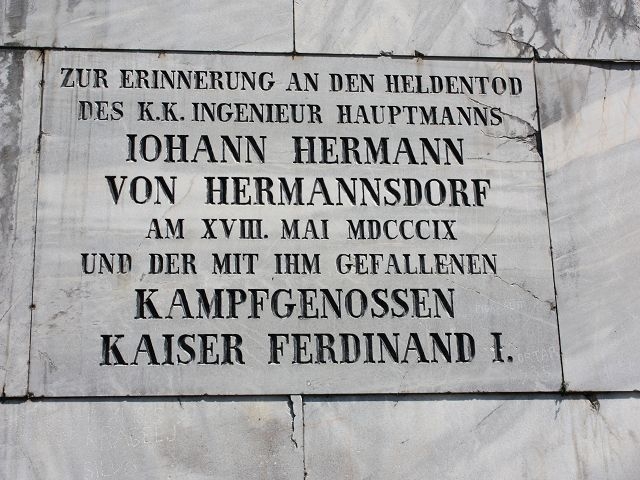 ZUR ERINNERUNG AN DEN HELDENTOD
DES K.K. INGENIEUR HAUPTMANNS
IOHANN HERMANN
VON HERMANNSDORF
AM XVIII. MAI MDCCCIX
UND DER MIT IHM GEFALLENEN
KAMPFGENOSSEN
KAISER FERDINAND I.